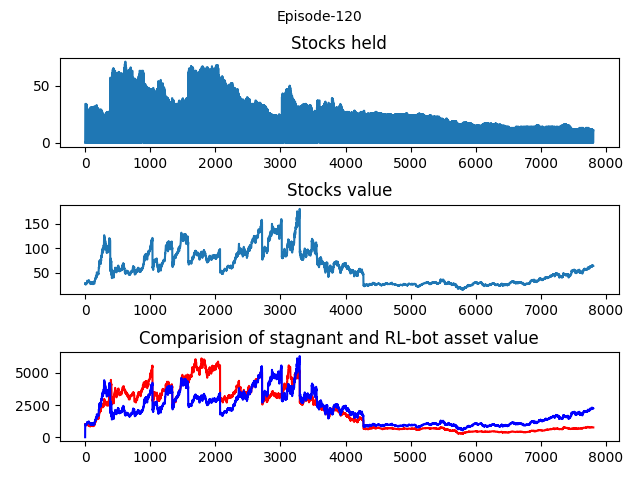 Episode-120
Stocks held
50
0
0 1000 2000 3000 4000 5000 6000 7000 8000
Stocks value
150
100
50
0 1000 2000 3000 4000 5000 6000 7000 8000
Comparision of stagnant and RL-bot asset value
5000
2500
0
0 1000 2000 3000 4000 5000 6000 7000 8000